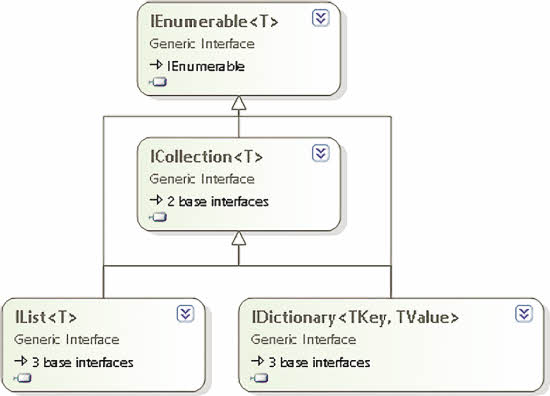 IEnumerable<T>
Generic Interface
IEnumerable
ICollection<T>
Generic Interface
2 base interfaces
IList<T>
Generic Interface
3 base interfaces
IDictionary<TKey, TValue>
Generic Interface
3 base interfaces